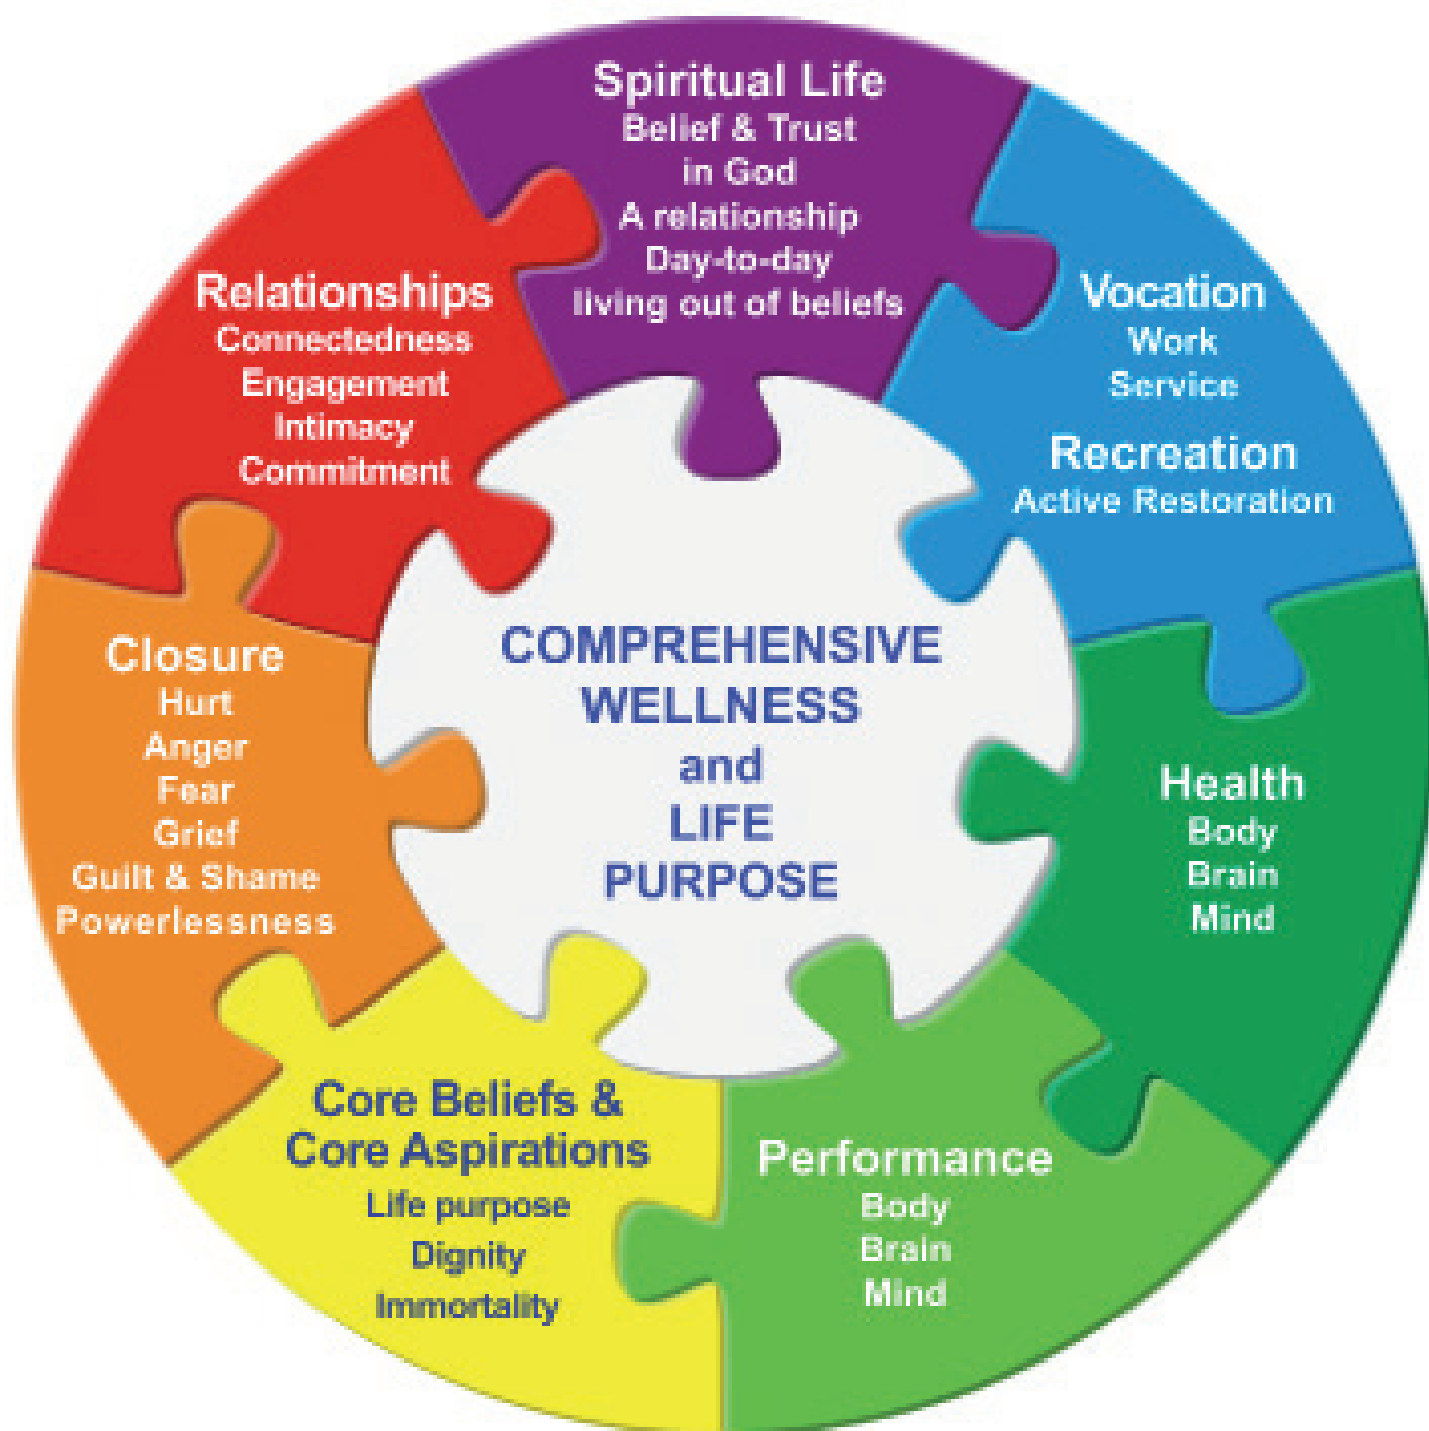 Spiritual Life
Belief & Trust
in God
A relationship
Day-to-day
living out of beliefs
Vocation
Work
Service
Recreation
Active Restoration
Health
Body
Brain
Mind
Performance
Body
Brain
Mind
Core Beliefs &
Core Aspirations
Life purpose
Dignity
Immortality
Closure
Hurt
Anger
Fear
Grief
Guilt & Shame
Powerlessness
Relationships
Connectedness
Engagement
Intimacy
Commitment
COMPREHENSIVE
WELLNESS
and
LIFE
PURPOSE